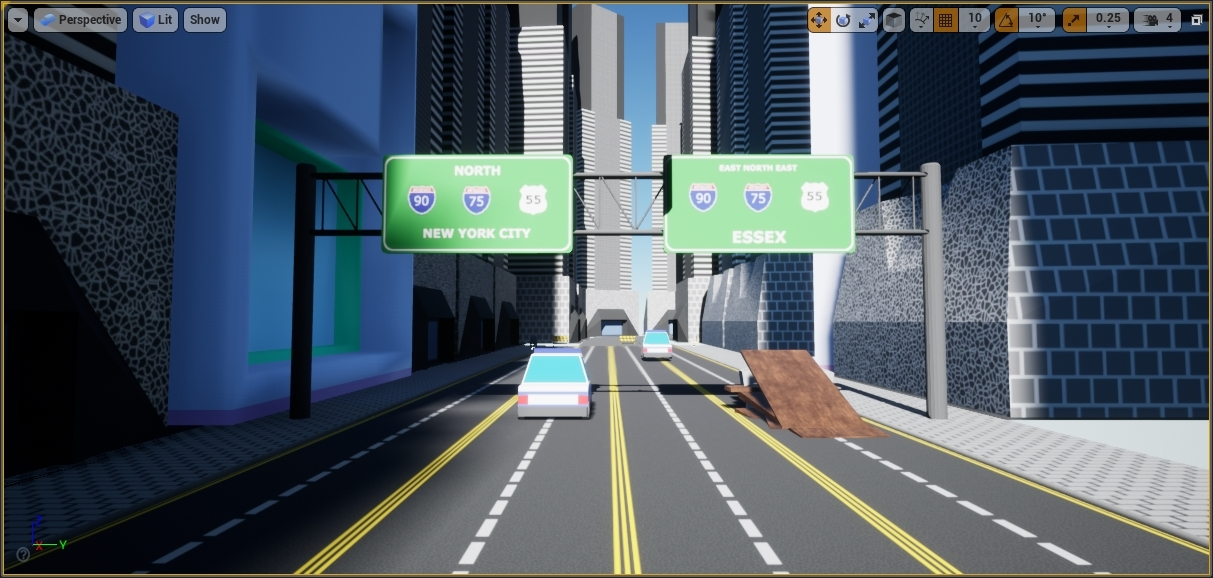 Perspective
Lit
Show
10
10°
0.25
4
NORTH
90
75
55
NEW YORK CITY
EAST NORTH EAST
90
75
55
ESSEX
X
Y